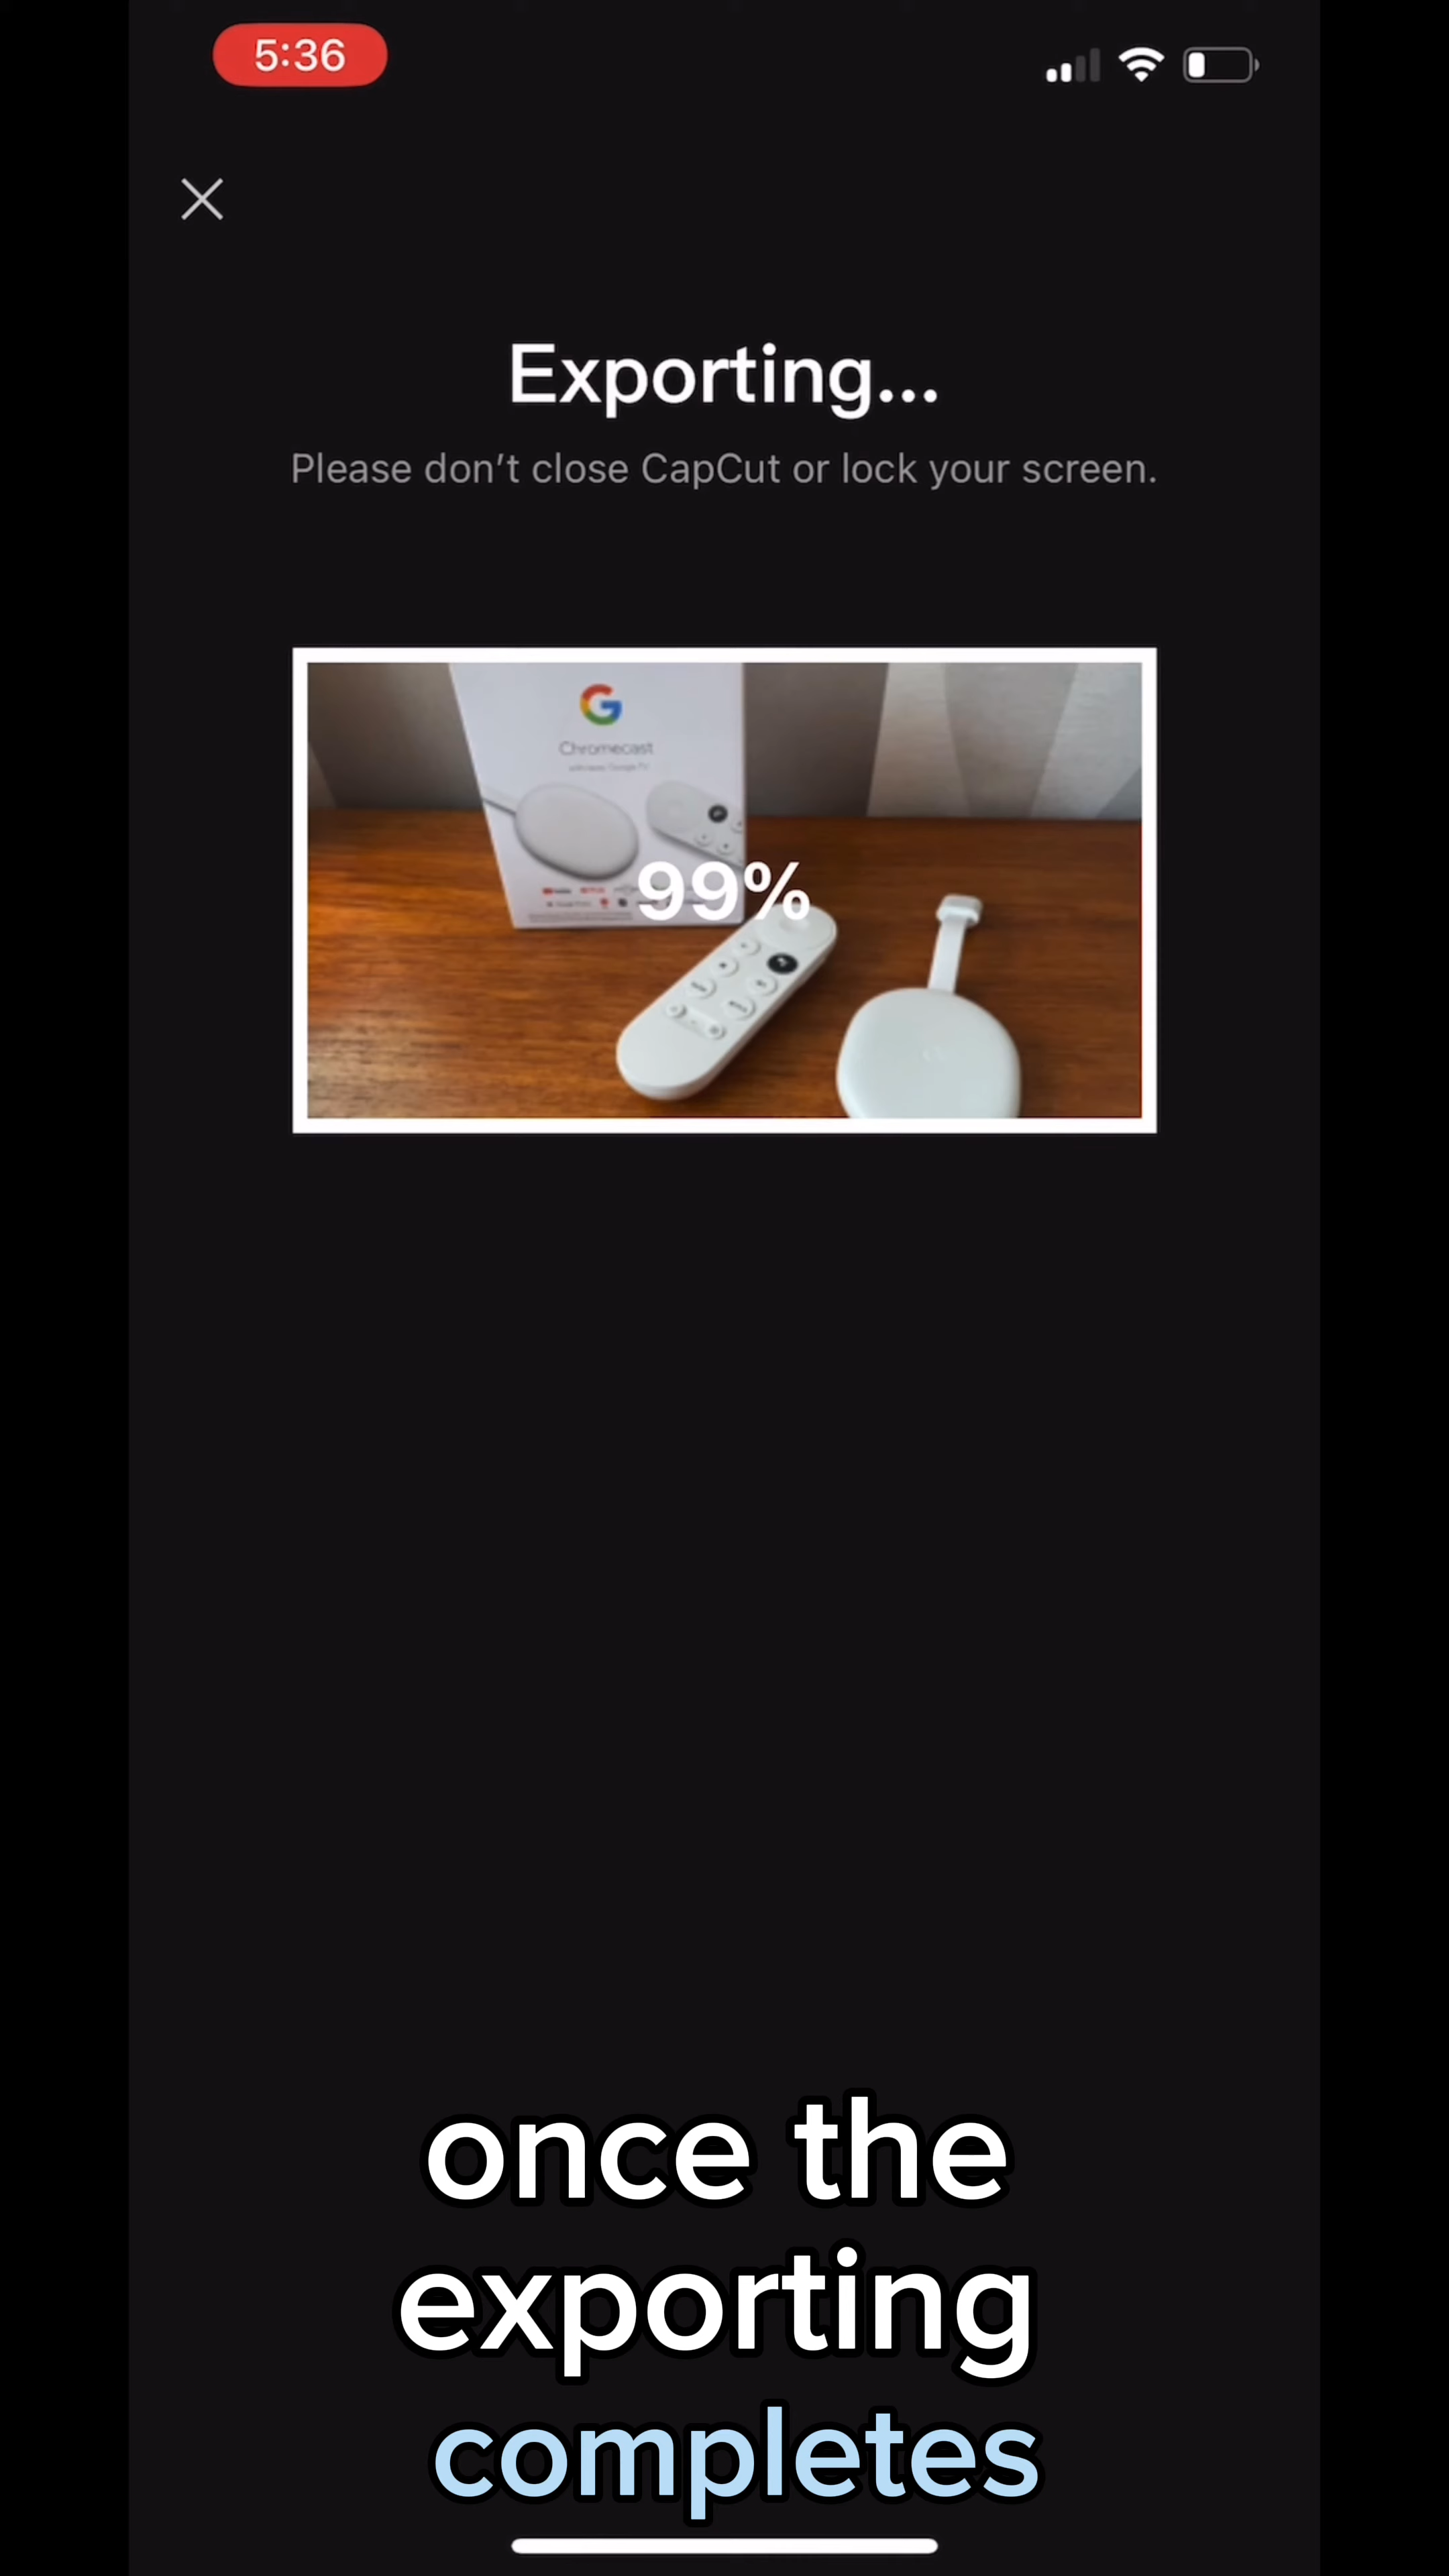 5:36
Exporting...
Please don't close CapCut or lock your screen.
G
Chromecast
99%
once the
exporting
completes